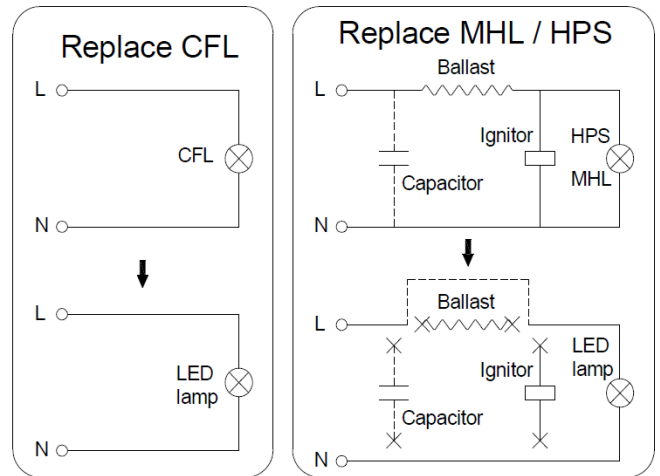 Replace CFL
L
CFL
N
L
LED
lamp
N
Replace MHL / HPS
Ballast
L
Ignitor
HPS
MHL
Capacitor
N
Ballast
L
Ignitor
LED
lamp
Capacitor
N